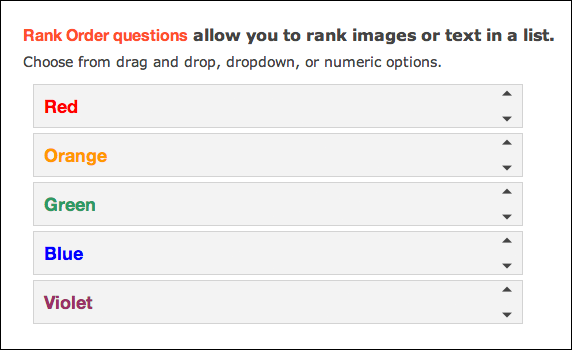 Rank Order questions allow you to rank images or text in a list.
Choose from drag and drop, dropdown, or numeric options.
Red
Orange
Green
Blue
Violet